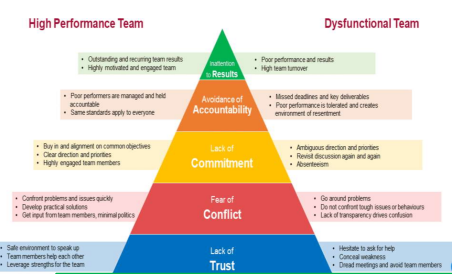 High Performance Team
Dysfunctional Team
• Outstanding and recurring team results
• Highly motivated and engaged team
Inattention
to Results
• Poor performance and results
• High team turnover
• Poor performers are managed and held
accountable
• Same standards apply to everyone
Avoidance of
Accountability
• Missed deadlines and key deliverables
• Poor performance is tolerated and creates
environment of resentment
• Buy in and alignment on common objectives
• Clear direction and priorities
• Highly engaged team members
Lack of
Commitment
• Ambiguous direction and priorities
• Revisit discussion again and again
• Absenteeism
• Confront problems and issues quickly
• Develop practical solutions
• Get input from team members, minimal politics
Fear of
Conflict
• Go around problems
• Do not confront tough issues or behaviours
• Lack of transparency drives confusion
• Safe environment to speak up
• Team members help each other
• Leverage strengths for the team
Lack of
Trust
• Hesitate to ask for help
• Conceal weakness
• Dread meetings and avoid team members